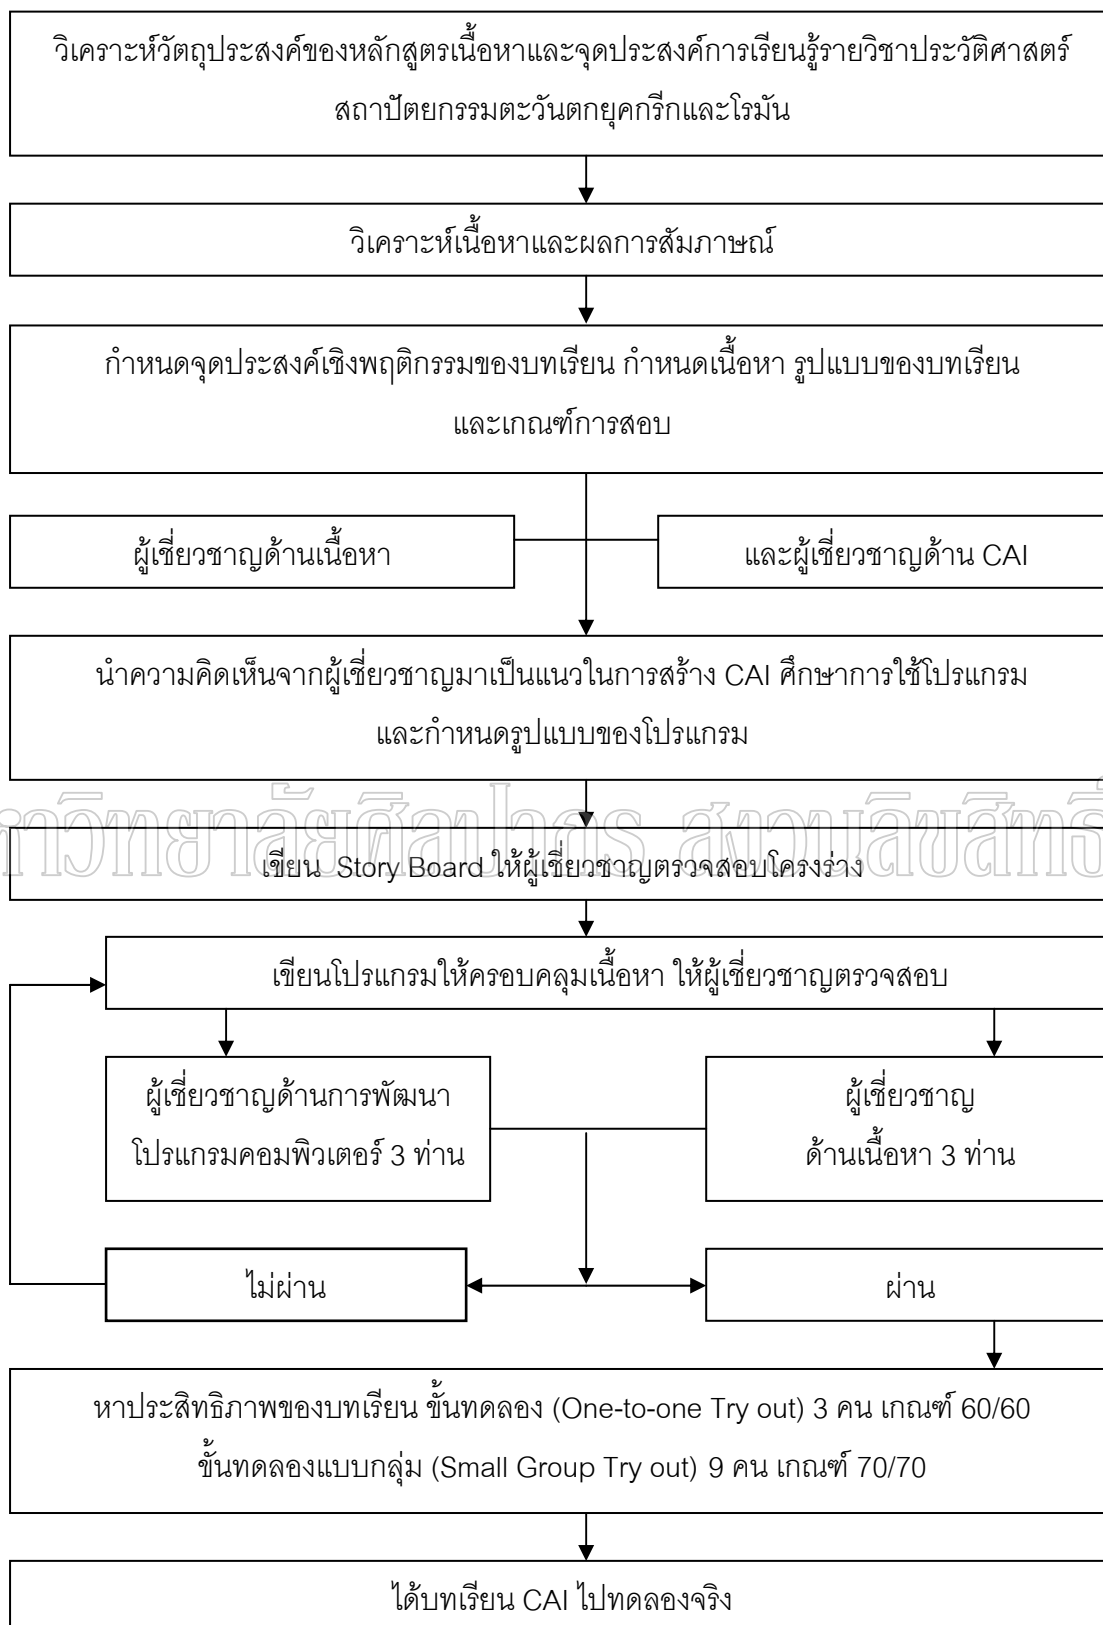 วิเคราะห์วัตถุประสงค์ของหลักสูตรเนื้อหาและจุดประสงค์การเรียนรู้รายวิชาประวัติศาสตร์
สถาปัตยกรรมตะวันตกยุคกรีกและโรมัน
วิเคราะห์เนื้อหาและผลการสัมภาษณ์
กำหนดจุดประสงค์เชิงพฤติกรรมของบทเรียน กำหนดเนื้อหา รูปแบบของบทเรียน
และเกณฑ์การสอบ
ผู้เชี่ยวชาญด้านเนื้อหา
และผู้เชี่ยวชาญด้าน CAI
นำความคิดเห็นจากผู้เชี่ยวชาญมาเป็นแนวในการสร้าง CAI ศึกษาการใช้โปรแกรม
และกำหนดรูปแบบของโปรแกรม
หาวิทยาลัยศิลปากร สงวนลิขสิทธิ์
เขียน Story Board ให้ผู้เชี่ยวชาญตรวจสอบโครงร่าง
เขียนโปรแกรมให้ครอบคลุมเนื้อหา ให้ผู้เชี่ยวชาญตรวจสอบ
ผู้เชี่ยวชาญด้านการพัฒนา
โปรแกรมคอมพิวเตอร์ 3 ท่าน
ผู้เชี่ยวชาญ
ด้านเนื้อหา 3 ท่าน
ไม่ผ่าน
ผ่าน
หาประสิทธิภาพของบทเรียน ขั้นทดลอง (One-to-one Try out) 3 คน เกณฑ์ 60/60
ขั้นทดลองแบบกลุ่ม (Small Group Try out) 9 คน เกณฑ์ 70/70
ได้บทเรียน CAI ไปทดลองจริง